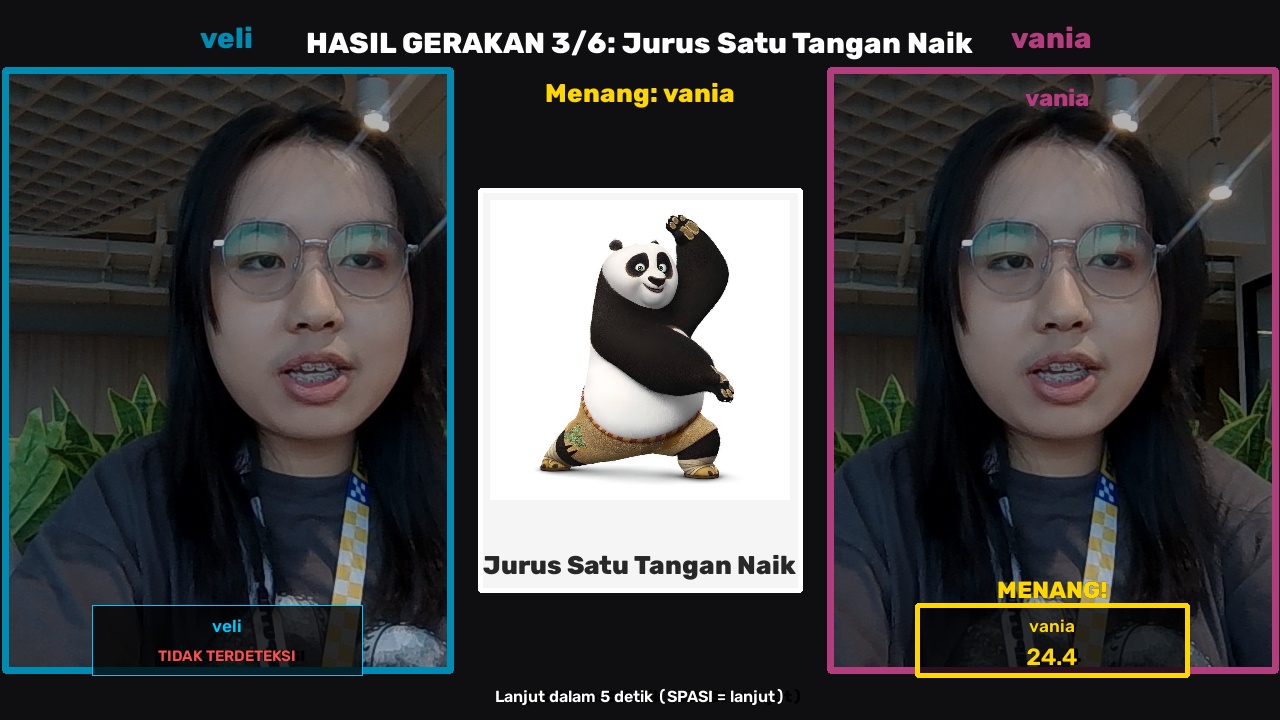 veli
HASIL GERAKAN 3/6: Jurus Satu Tangan Naik
vania
Menang: vania
vania
Jurus Satu Tangan Naik
MENANG!
veli
TIDAK TERDETEKSI
vania
24.4
Lanjut dalam 5 detik (SPASI = lanjut)